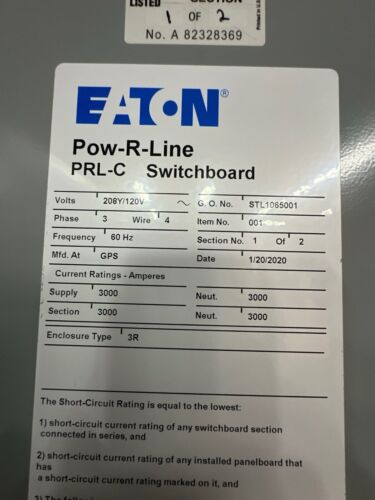 LISTED SECTION
1 OF 2
No. A 82328369
EATON®
Pow-R-Line
PRL-C Switchboard
Volts 208Y/120V ~ G. O. No. STL1065001
Phase 3 Wire 4 Item No. 001
Frequency 60 Hz Section No. 1 Of 2
Mfd. At GPS Date 1/20/2020
Current Ratings - Amperes
Supply 3000 Neut. 3000
Section 3000 Neut. 3000
Enclosure Type 3R
The Short-Circuit Rating is equal to the lowest:
1) short-circuit current rating of any switchboard section
connected in series, and
2) short-circuit current rating of any installed panelboard that
has
a short-circuit current rating marked on it, and